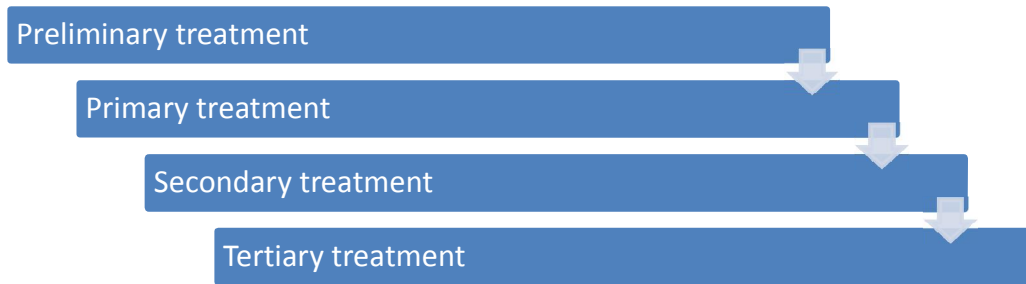 Preliminary treatment
Primary treatment
Secondary treatment
Tertiary treatment